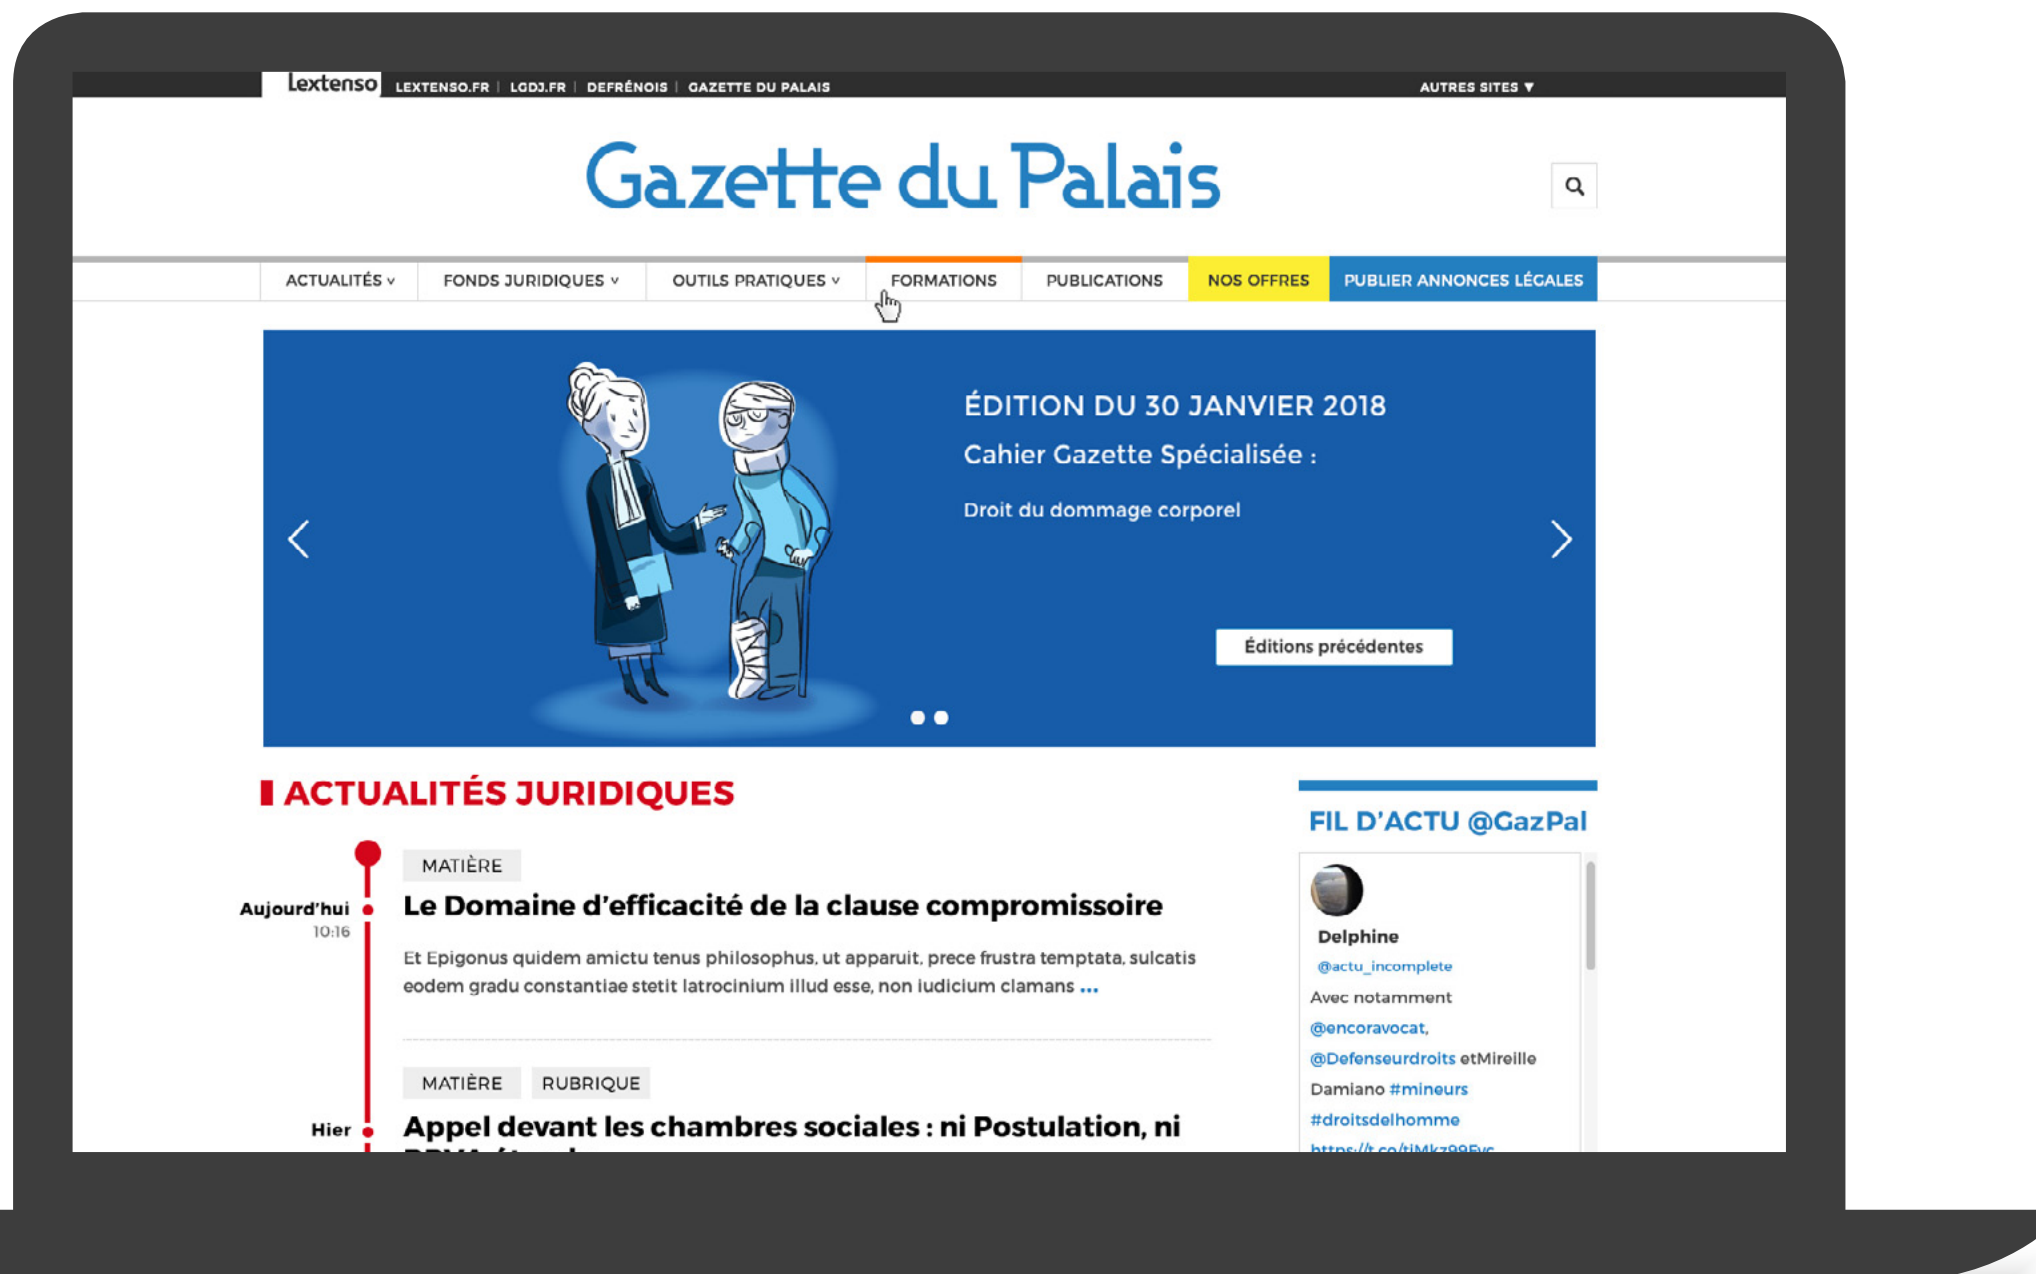 Lextenso LEXTENSO.FR | LGDJ.FR | DEFRÉNOIS | GAZETTE DU PALAIS AUTRES SITES ▼
Gazette du Palais
ACTUALITÉS FONDS JURIDIQUES OUTILS PRATIQUES FORMATIONS PUBLICATIONS NOS OFFRES PUBLIER ANNONCES LÉGALES
ÉDITION DU 30 JANVIER 2018
Cahier Gazette Spécialisée :
Droit du dommage corporel
Éditions précédentes
ACTUALITÉS JURIDIQUES
MATIÈRE
Aujourd'hui
10:16
Le Domaine d'efficacité de la clause compromissoire
Et Epigonus quidem amictu tenus philosophus, ut apparuit, prece frustra temptata, sulcatis
eodem gradu constantiae stetit latrocinium illud esse, non iudicium clamans ...
MATIÈRE RUBRIQUE
Hier
Appel devant les chambres sociales : ni Postulation, ni
FIL D'ACTU @GazPal
Delphine
@actu_incomplete
Avec notamment
@encoravocat,
@Defenseurdroits etMireille
Damiano #mineurs
#droitsdelhomme